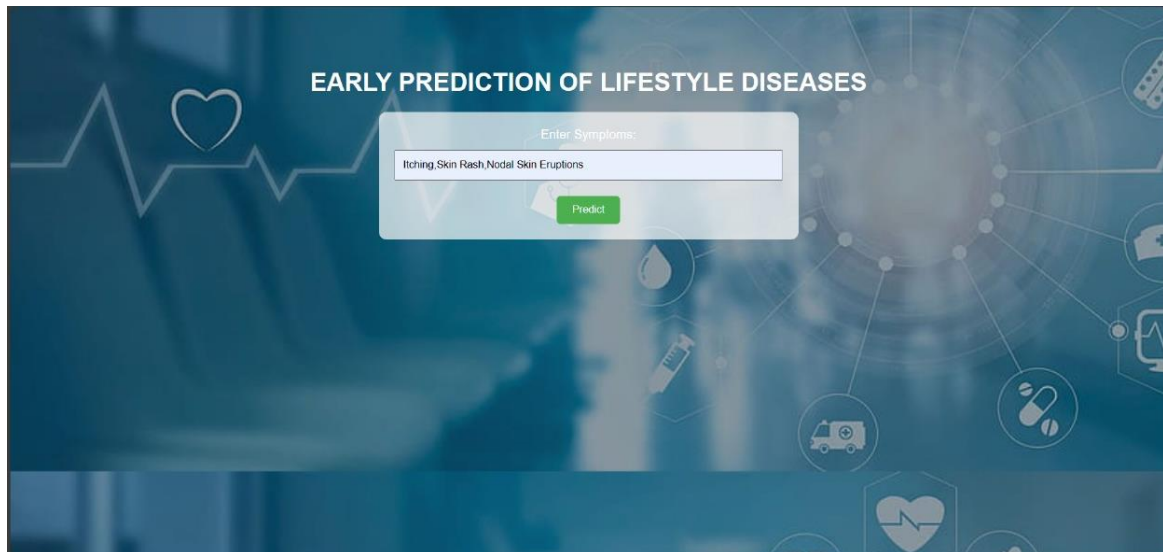 EARLY PREDICTION OF LIFESTYLE DISEASES
Enter Symptoms:
Itching,Skin Rash,Nodal Skin Eruptions
Predict